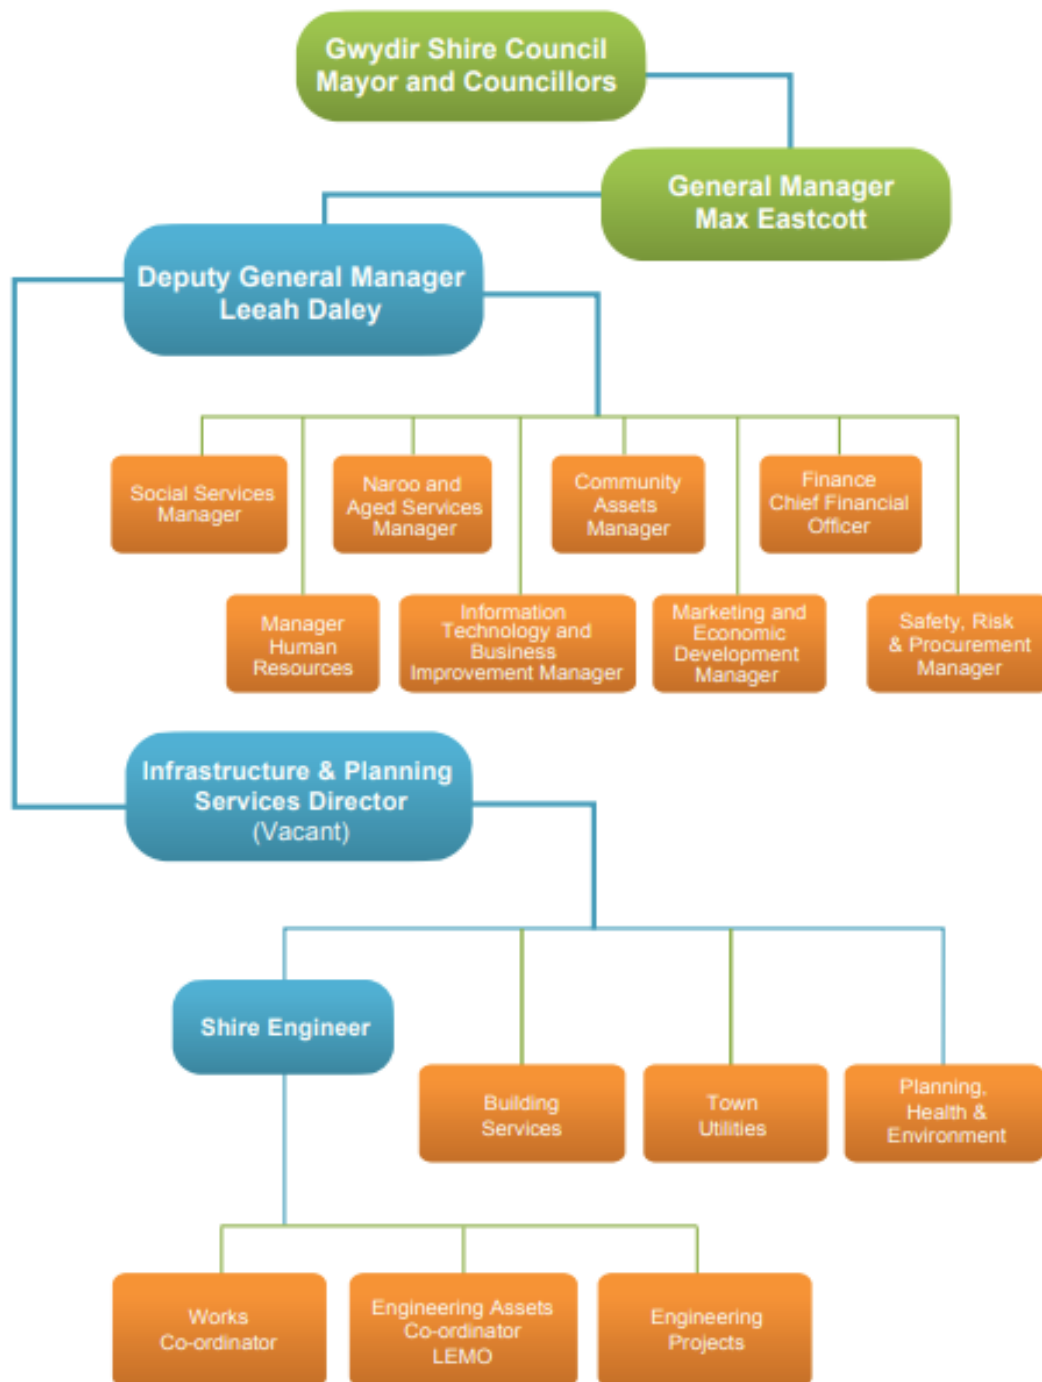 Gwydir Shire Council
Mayor and Councillors
General Manager
Max Eastcott
Deputy General Manager
Leeah Daley
Social Services
Manager
Naroo and
Aged Services
Manager
Community
Assets
Manager
Finance
Chief Financial
Officer
Manager
Human
Resources
Information
Technology and
Business
Improvement Manager
Marketing and
Economic
Development
Manager
Safety, Risk
& Procurement
Manager
Infrastructure & Planning
Services Director
(Vacant)
Shire Engineer
Building
Services
Town
Utilities
Planning,
Health &
Environment
Works
Co-ordinator
Engineering Assets
Co-ordinator
LEMO
Engineering
Projects